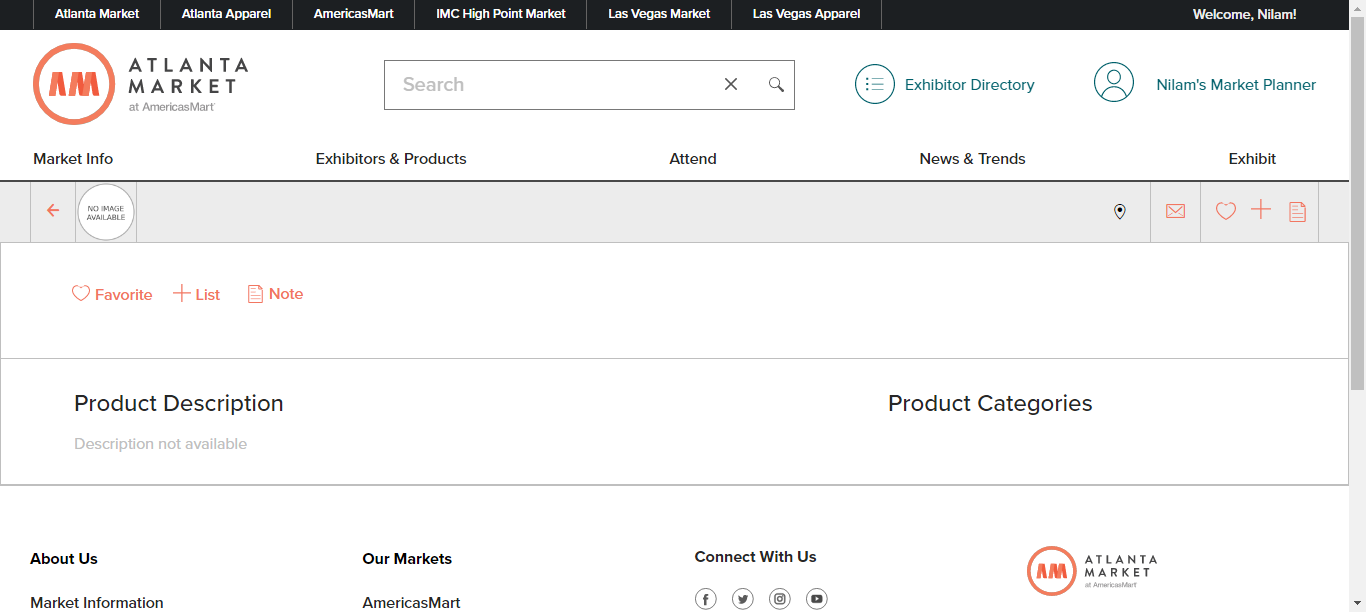 Atlanta Market Atlanta Apparel AmericasMart IMC High Point Market Las Vegas Market Las Vegas Apparel Welcome, Nilam!
AM ATLANTA
MARKET
at AmericasMart
Search
Exhibitor Directory
Nilam's Market Planner
Market Info Exhibitors & Products Attend News & Trends Exhibit
NO IMAGE
AVAILABLE
Favorite List Note
Product Description Product Categories
Description not available
About Us Our Markets Connect With Us
AM ATLANTA
MARKET
at AmericasMart
Market Information AmericasMart